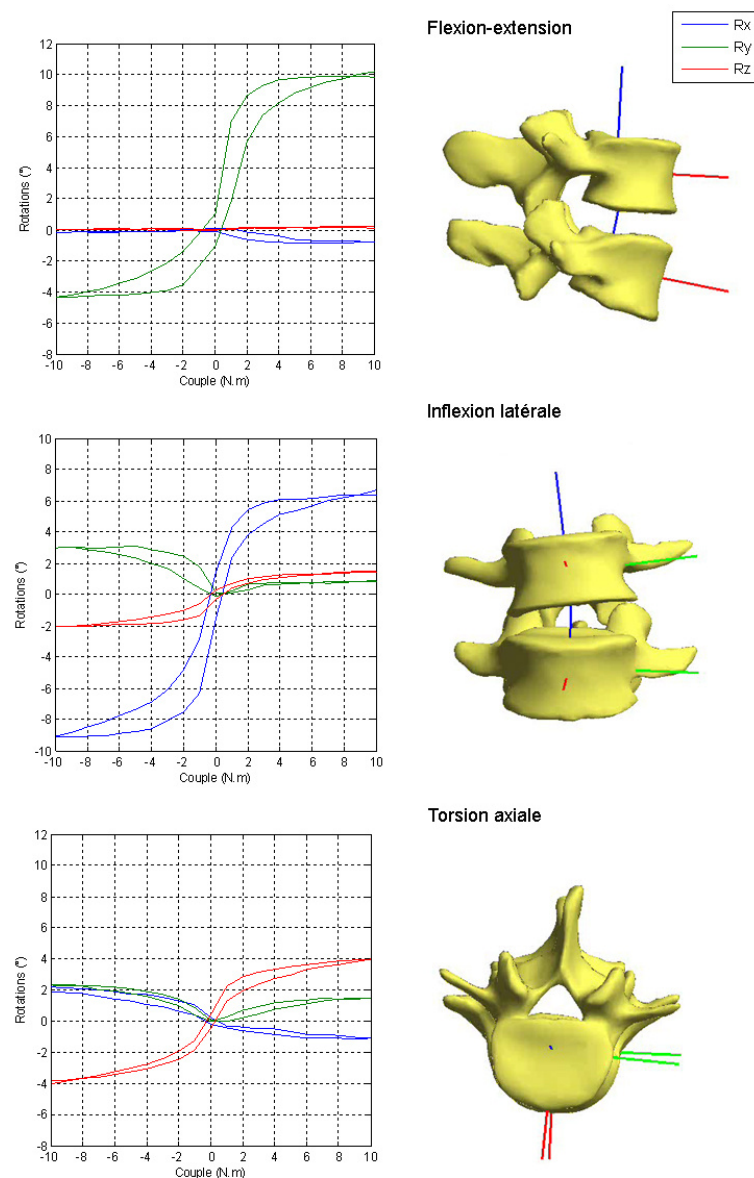 Flexion-extension
Rx
Ry
Rz
12
10
8
6
4
2
0
-2
-4
-6
-8
Rotations (°)
-10 -8 -6 -4 -2 0 2 4 6 8 10
Couple (N.m)
Inflexion latérale
10
8
6
4
2
0
-2
-4
-6
-8
-10
Rotations (°)
-10 -8 -6 -4 -2 0 2 4 6 8 10
Couple (N.m)
Torsion axiale
12
10
8
6
4
2
0
-2
-4
-6
-8
Rotations (°)
-10 -8 -6 -4 -2 0 2 4 6 8 10
Couple (N.m)